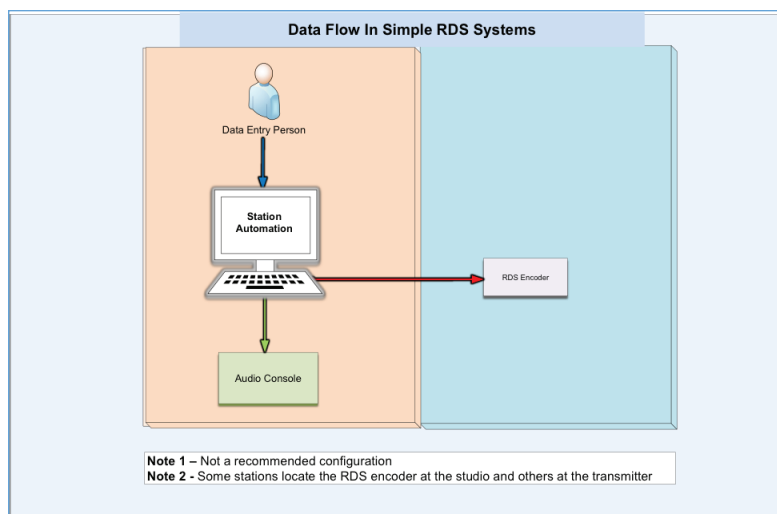 Data Flow In Simple RDS Systems
Data Entry Person
Station
Automation
RDS Encoder
Audio Console
Note 1 – Not a recommended configuration
Note 2 - Some stations locate the RDS encoder at the studio and others at the transmitter